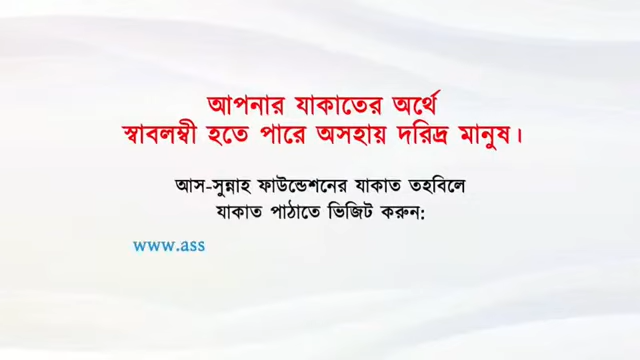 আপনার যাকাতের অর্থে
স্বাবলম্বী হতে পারে অসহায় দরিদ্র মানুষ।
আস-সুন্নাহ ফাউন্ডেশনের যাকাত তহবিলে
যাকাত পাঠাতে ভিজিট করুন:
www.ass